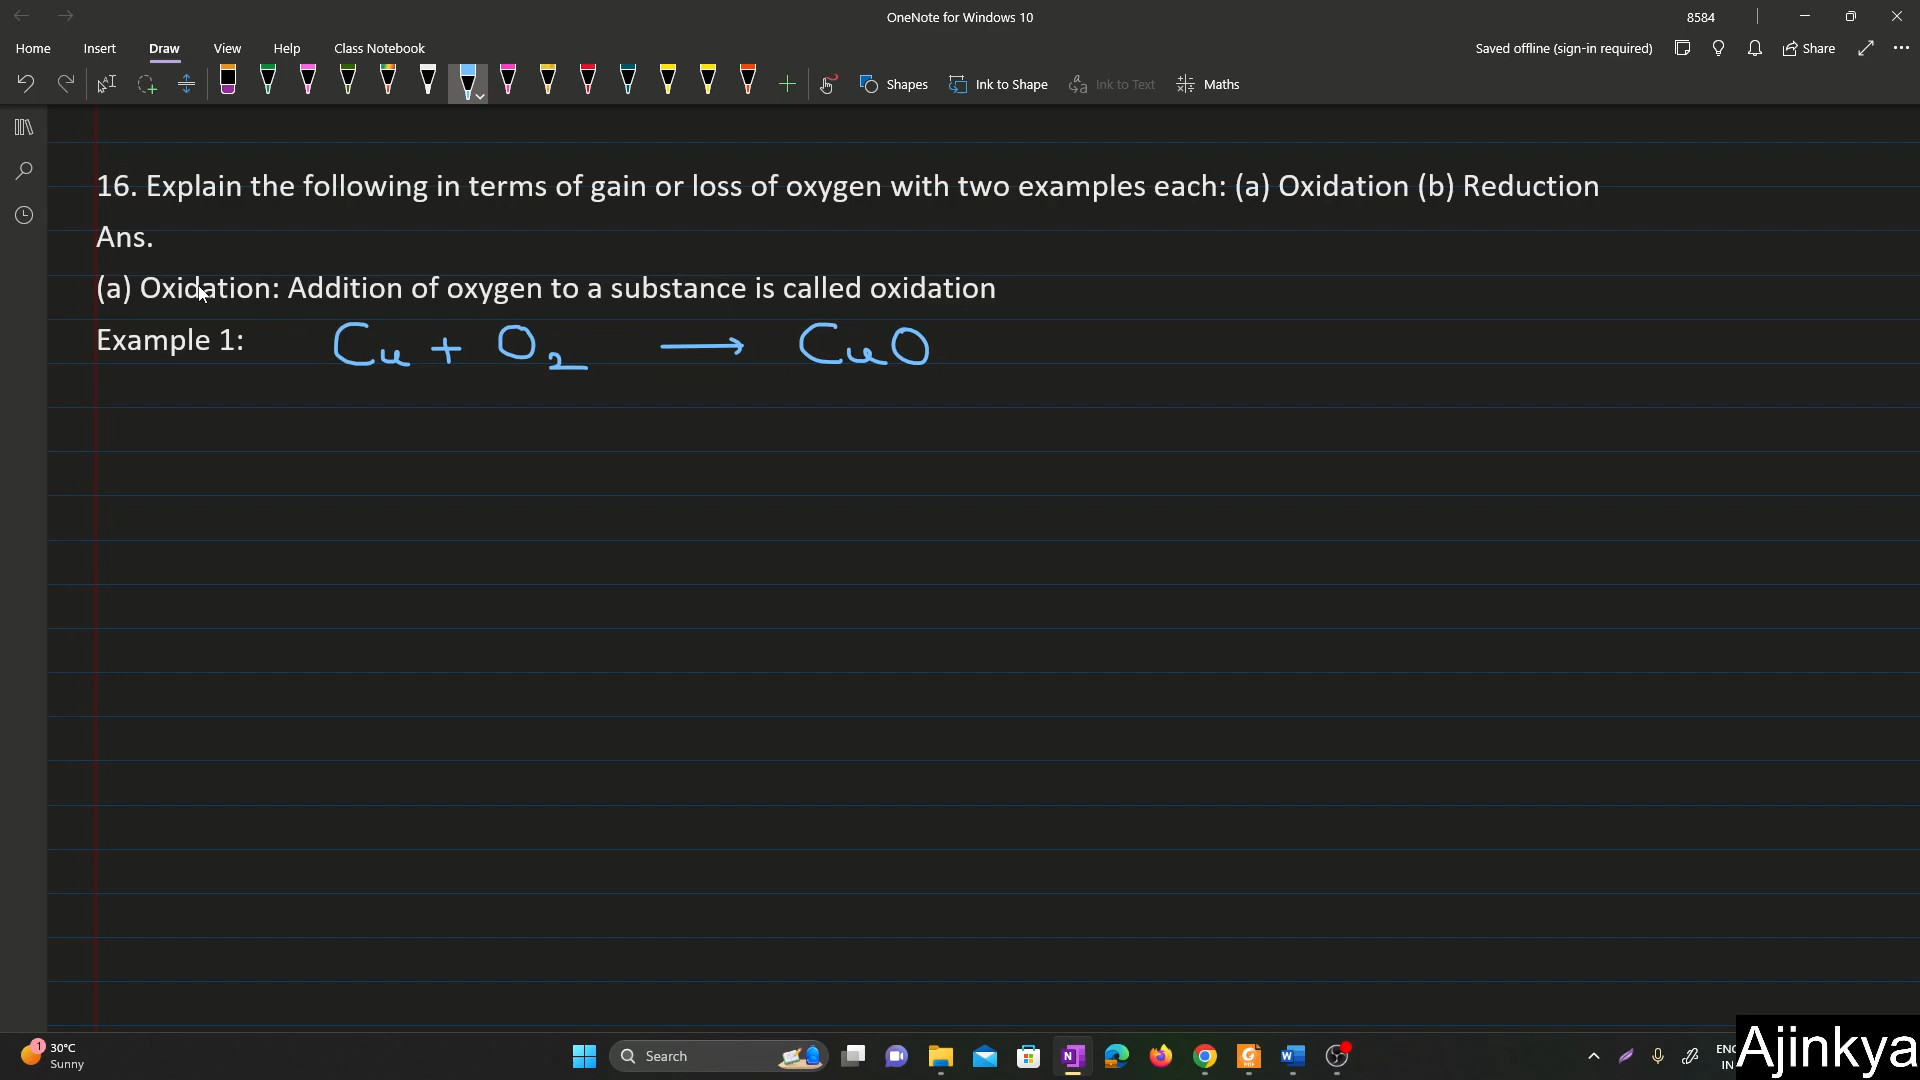 OneNote for Windows 10
8584
Home Insert Draw View Help Class Notebook
Saved offline (sign-in required)
Share
Shapes Ink to Shape Ink to Text Maths
16. Explain the following in terms of gain or loss of oxygen with two examples each: (a) Oxidation (b) Reduction
Ans.
(a) Oxidation: Addition of oxygen to a substance is called oxidation
Example 1: Cu + O₂ → CuO
1
30°C
Sunny
Search
ENG
IN
Ajinkya